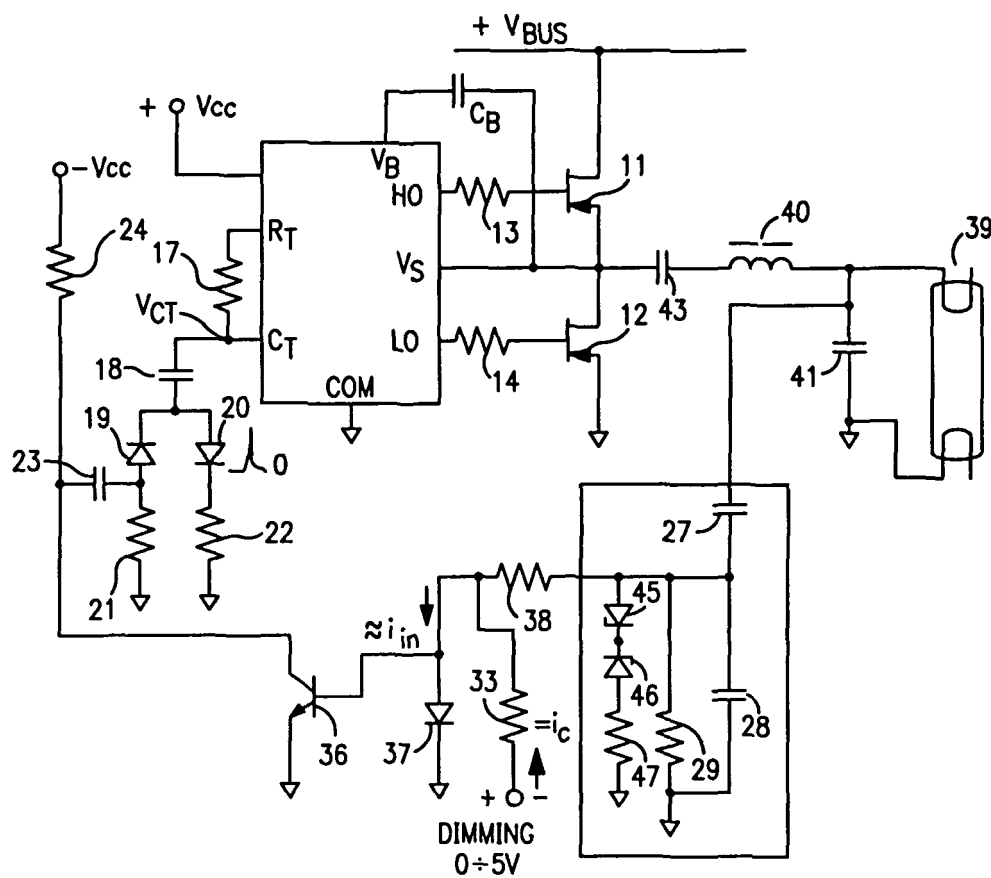 + VBUS
+ Vcc
CB
-Vcc
VB
HO
11
24
RT
13
40
39
17
VS
VCT
43
CT
LO
12
18
14
41
COM
19
20
23
0
27
22
21
45
38
≈iin
33
46
=ic
28
36
37
47
29
+ -
DIMMING
0÷5V